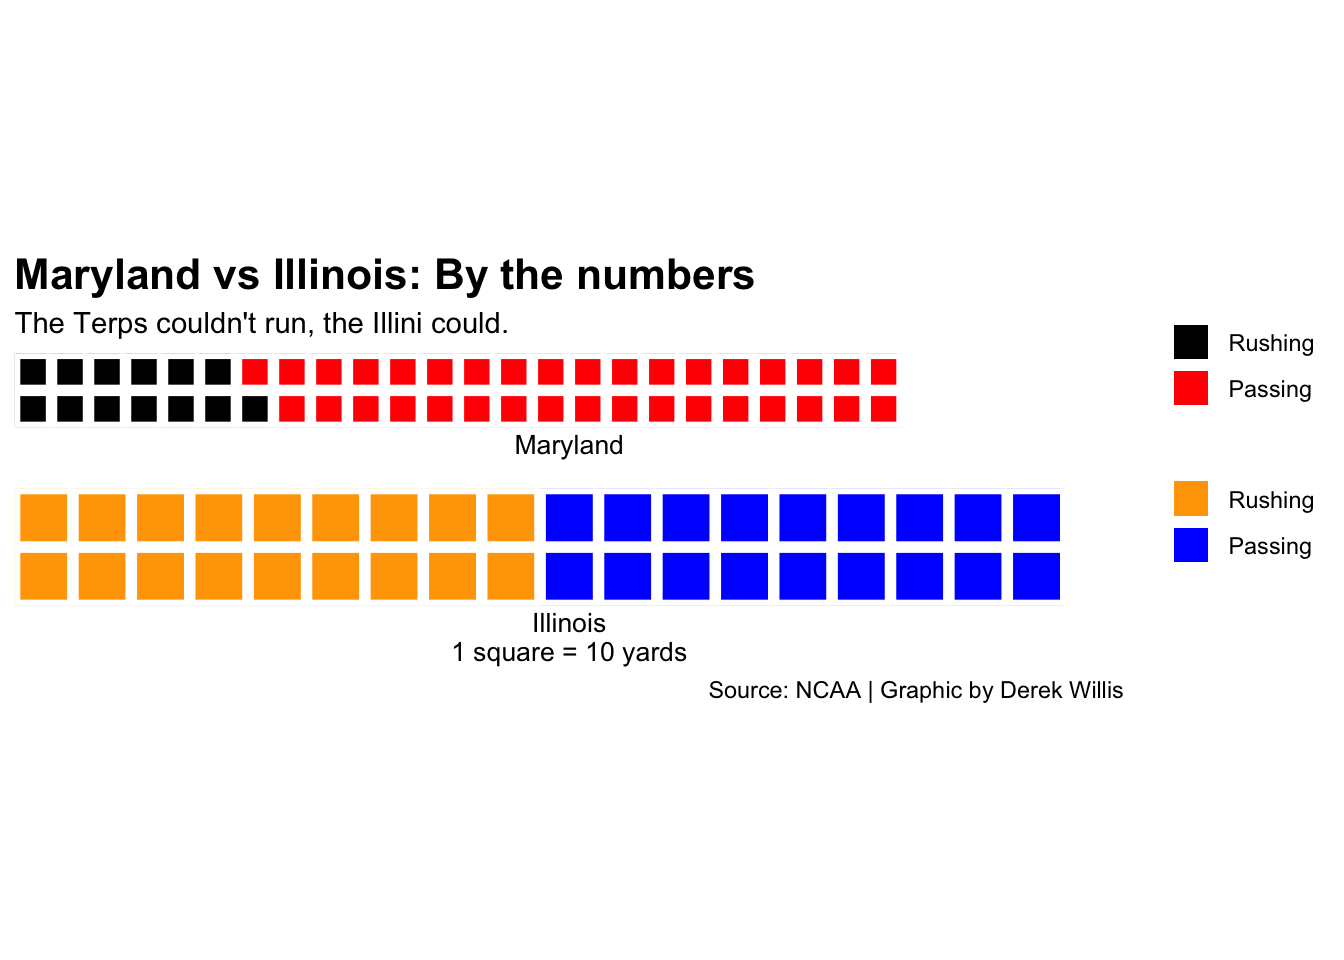 Maryland vs Illinois: By the numbers
The Terps couldn't run, the Illini could.
Rushing
Passing
Maryland
Rushing
Passing
Illinois
1 square = 10 yards
Source: NCAA | Graphic by Derek Willis